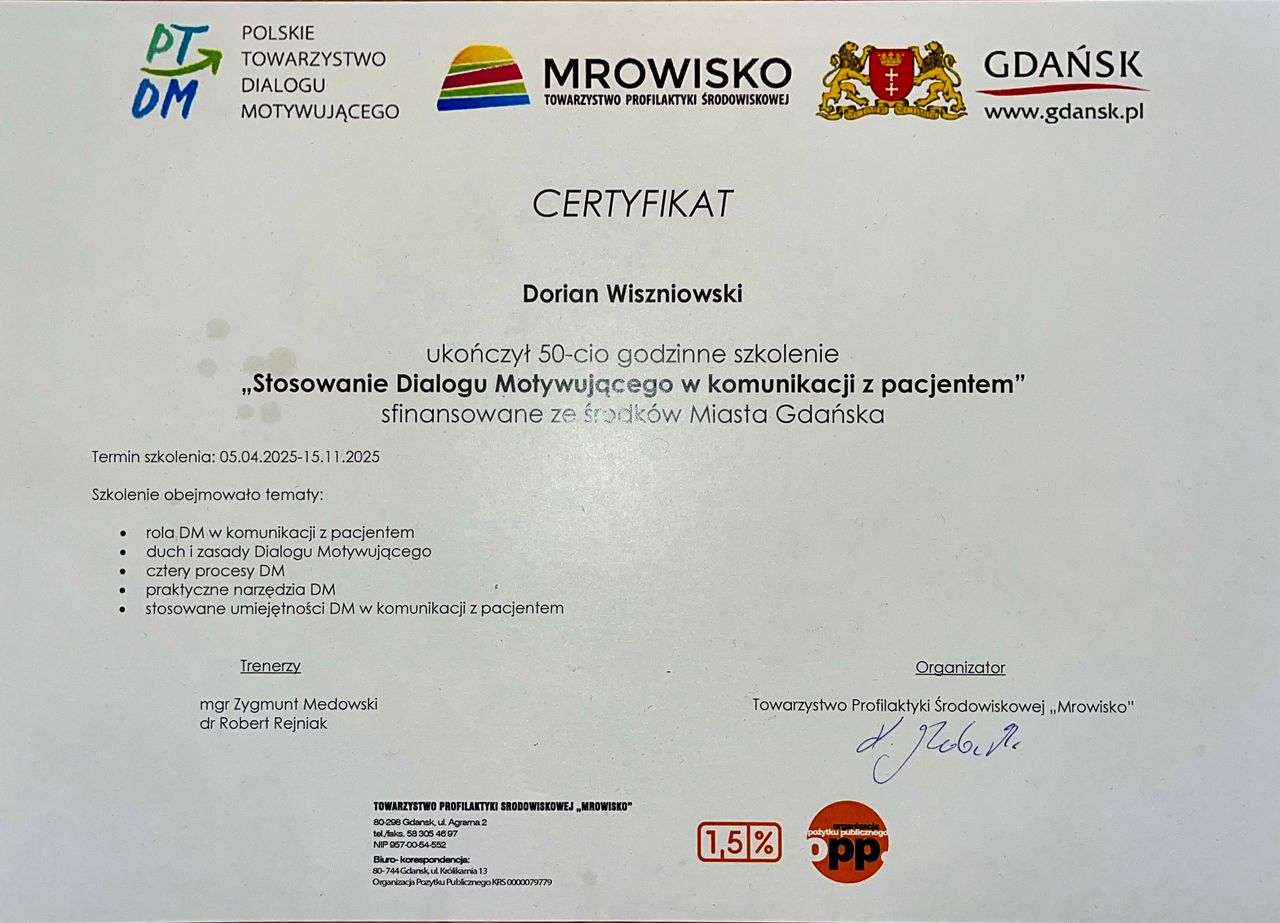 PT
DM
POLSKIE
TOWARZYSTWO
DIALOGU
MOTYWUJĄCEGO
MROWISKO
TOWARZYSTWO PROFILAKTYKI ŚRODOWISKOWEJ
GDAŃSK
www.gdansk.pl
CERTYFIKAT
Dorian Wiszniowski
ukończył 50-cio godzinne szkolenie
„Stosowanie Dialogu Motywującego w komunikacji z pacjentem”
sfinansowane ze środków Miasta Gdańska
Termin szkolenia: 05.04.2025-15.11.2025
Szkolenie obejmowało tematy:
• rola DM w komunikacji z pacjentem
• duch i zasady Dialogu Motywującego
• cztery procesy DM
• praktyczne narzędzia DM
• stosowane umiejętności DM w komunikacji z pacjentem
Trenerzy
mgr Zygmunt Medowski
dr Robert Rejniak
Organizator
Towarzystwo Profilaktyki Środowiskowej „Mrowisko”
TOWARZYSTWO PROFILAKTYKI SRODOWISKOWEJ „MROWISKO”
80-298 Gdansk, ul. Agrarna 2
tel./faks. 58 305 46 97
NIP 957-00-54-552
Biuro- korespondencja:
80- 744 Gdansk, ul. Królikarnia 13
Organizacja Pozytku Publicznego KRS 0000079779
1,5%
organizacja
pożytku publicznego
opp